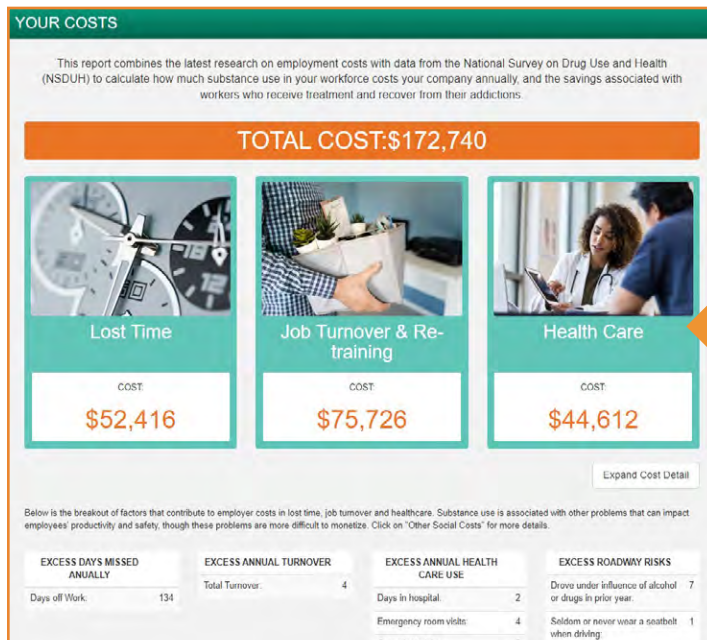 YOUR COSTS
This report combines the latest research on employment costs with data from the National Survey on Drug Use and Health
(NSDUH) to calculate how much substance use in your workforce costs your company annually, and the savings associated with
workers who receive treatment and recover from their addictions.
TOTAL COST:$172,740
Lost Time
COST:
$52,416
Job Turnover & Re-
training
COST:
$75,726
Health Care
COST:
$44,612
Expand Cost Detail
Below is the breakout of factors that contribute to employer costs in lost time, job turnover and healthcare. Substance use is associated with other problems that can impact
employees' productivity and safety, though these problems are more difficult to monetize. Click on "Other Social Costs" for more details.
EXCESS DAYS MISSED
ANUALLY
Days off Work: 134
EXCESS ANNUAL TURNOVER
Total Turnover: 4
EXCESS ANNUAL HEALTH
CARE USE
Days in hospital: 2
Emergency room visits: 4
EXCESS ROADWAY RISKS
Drove under influence of alcohol 7
or drugs in prior year:
Seldom or never wear a seatbelt 1
when driving: